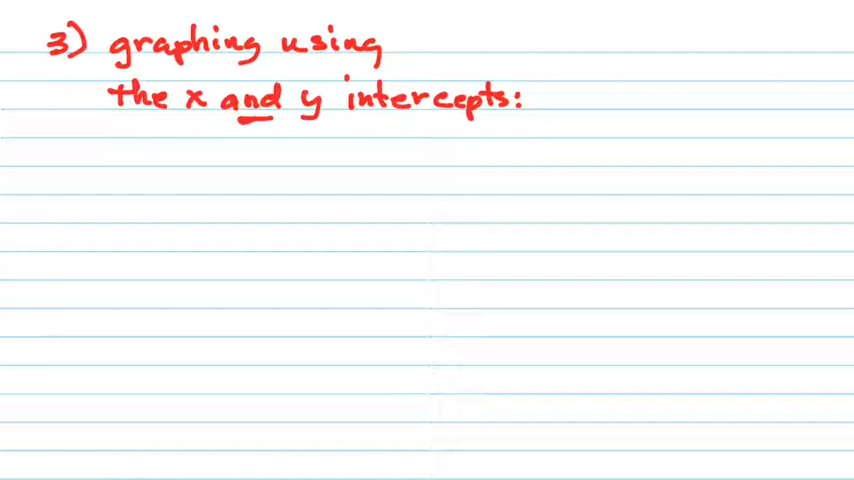 3) graphing using
the x and y intercepts: